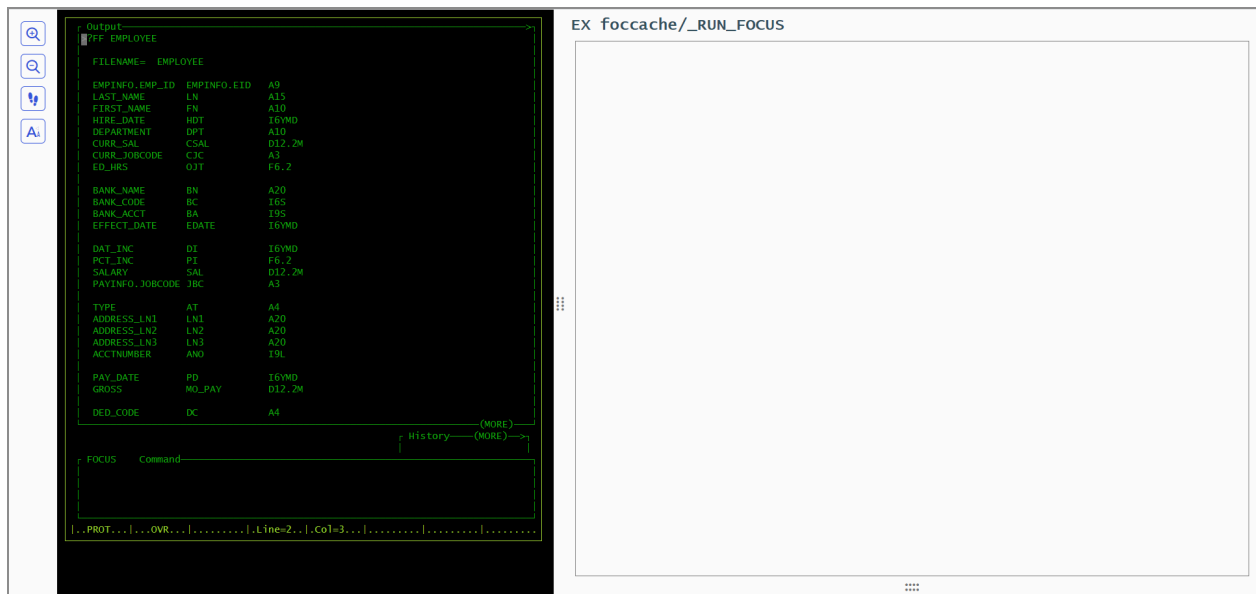 Output
?FF EMPLOYEE
FILENAME= EMPLOYEE
EMPINFO.EMP_ID EMPINFO.EID A9
LAST_NAME LN A15
FIRST_NAME FN A10
HIRE_DATE HDT I6YMD
DEPARTMENT DPT A10
CURR_SAL CSAL D12.2M
CURR_JOBCODE CJC A3
ED_HRS OJT F6.2
BANK_NAME BN A20
BANK_CODE BC I6S
BANK_ACCT BA I9S
EFFECT_DATE EDATE I6YMD
DAT_INC DI I6YMD
PCT_INC PI F6.2
SALARY SAL D12.2M
PAYINFO.JOBCODE JBC A3
TYPE AT A4
ADDRESS_LN1 LN1 A20
ADDRESS_LN2 LN2 A20
ADDRESS_LN3 LN3 A20
ACCTNUMBER ANO I9L
PAY_DATE PD I6YMD
GROSS MO_PAY D12.2M
DED_CODE DC A4
(MORE)
History (MORE)
FOCUS Command
|..PROT...|...OVR...|.........|.Line=2..|.Col=3...|.........|.........|.........
EX foccache/_RUN_FOCUS